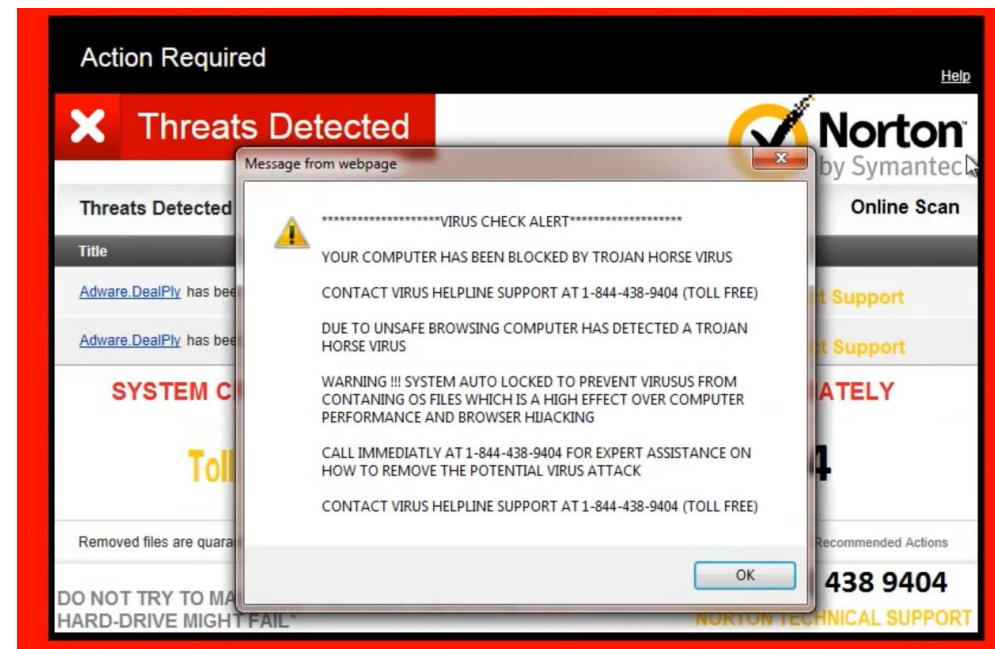 Action Required
Help
Threats Detected
Norton
by Symantec
Message from webpage
Threats Detected
Online Scan
Title
********************VIRUS CHECK ALERT*******************
YOUR COMPUTER HAS BEEN BLOCKED BY TROJAN HORSE VIRUS
Adware.DealPly has
CONTACT VIRUS HELPLINE SUPPORT AT 1-844-438-9404 (TOLL FREE)
Support
DUE TO UNSAFE BROWSING COMPUTER HAS DETECTED A TROJAN
HORSE VIRUS
Adware.DealPly has
Support
WARNING !!! SYSTEM AUTO LOCKED TO PREVENT VIRUSUS FROM
CONTANING OS FILES WHICH IS A HIGH EFFECT OVER COMPUTER
PERFORMANCE AND BROWSER HIJACKING
SYSTEM
ATELY
CALL IMMEDIATLY AT 1-844-438-9404 FOR EXPERT ASSISTANCE ON
HOW TO REMOVE THE POTENTIAL VIRUS ATTACK
Toll
4
CONTACT VIRUS HELPLINE SUPPORT AT 1-844-438-9404 (TOLL FREE)
Removed files are
Recommended Actions
OK
438 9404
DO NOT TRY TO
HARD-DRIVE MIGHT FAIL
NORTON TECHNICAL SUPPORT